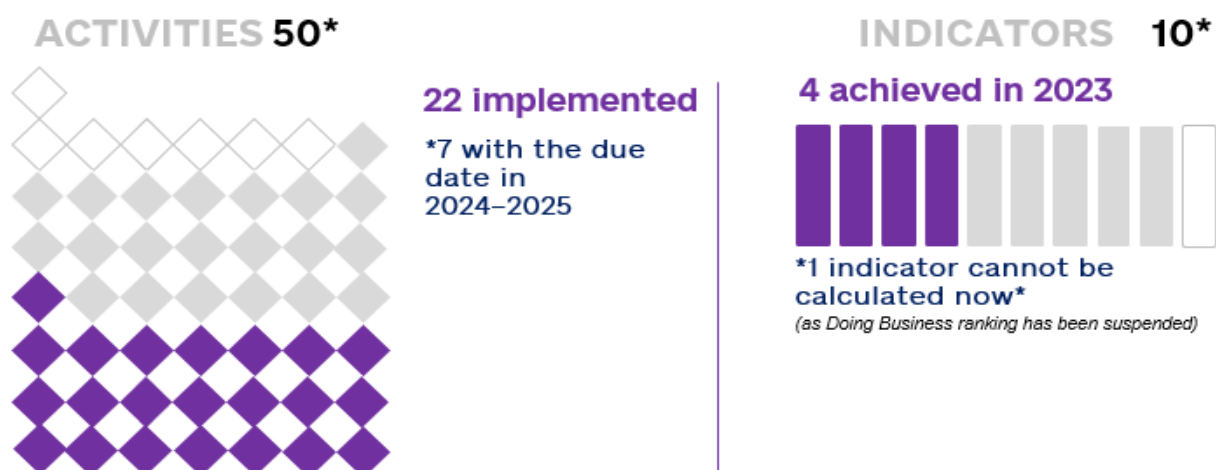 ACTIVITIES 50*
22 implemented
*7 with the due
date in
2024–2025
INDICATORS 10*
4 achieved in 2023
*1 indicator cannot be
calculated now*
(as Doing Business ranking has been suspended)